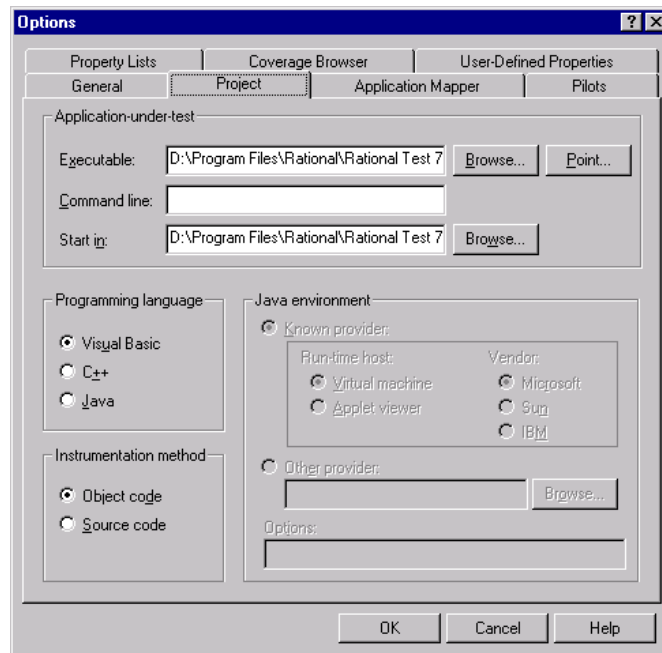 Options
Property Lists Coverage Browser User-Defined Properties
General Project Application Mapper Pilots
Application-under-test
Executable: D:\Program Files\Rational\Rational Test 7 Browse... Point...
Command line:
Start in: D:\Program Files\Rational\Rational Test 7 Browse...
Programming language
Visual Basic
C++
Java
Java environment
Known provider:
Run-time host: Vendor:
Virtual machine Microsoft
Applet viewer Sun
IBM
Instrumentation method
Object code
Source code
Other provider:
Browse...
Options:
OK Cancel Help